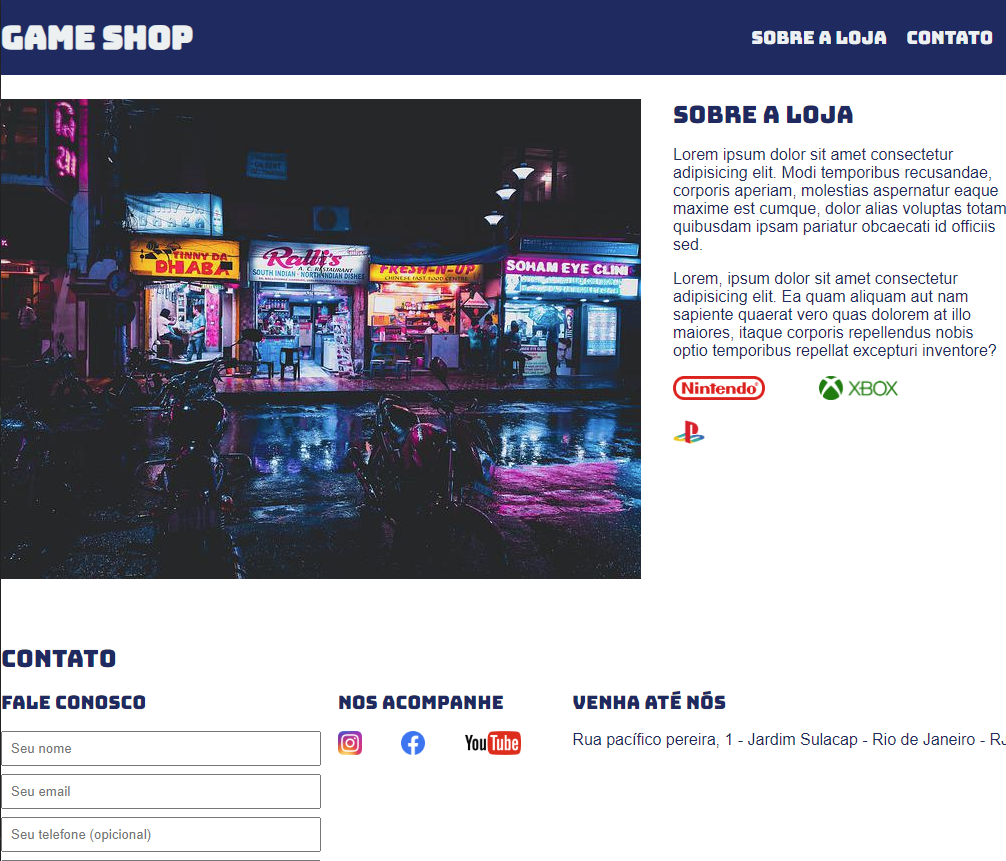 GAME SHOP
SOBRE A LOJA CONTATO
TINNY DA
DHABA
Ralli's
A. C. RESTAURANT
SOUTH INDIAN - NORTH INDIAN DISHES
FRESH-N-UP
CHINESE FAST FOOD CENTRE
SOHAM EYE CLINI
SOBRE A LOJA
Lorem ipsum dolor sit amet consectetur
adipisicing elit. Modi temporibus recusandae,
corporis aperiam, molestias aspernatur eaque
maxime est cumque, dolor alias voluptas totam
quibusdam ipsam pariatur obcaecati id officiis
sed.
Lorem, ipsum dolor sit amet consectetur
adipisicing elit. Ea quam aliquam aut nam
sapiente quaerat vero quas dolorem at illo
maiores, itaque corporis repellendus nobis
optio temporibus repellat excepturi inventore?
Nintendo XBOX
CONTATO
FALE CONOSCO
Seu nome
Seu email
Seu telefone (opicional)
NOS ACOMPANHE
YouTube
VENHA ATÉ NÓS
Rua pacífico pereira, 1 - Jardim Sulacap - Rio de Janeiro - RJ